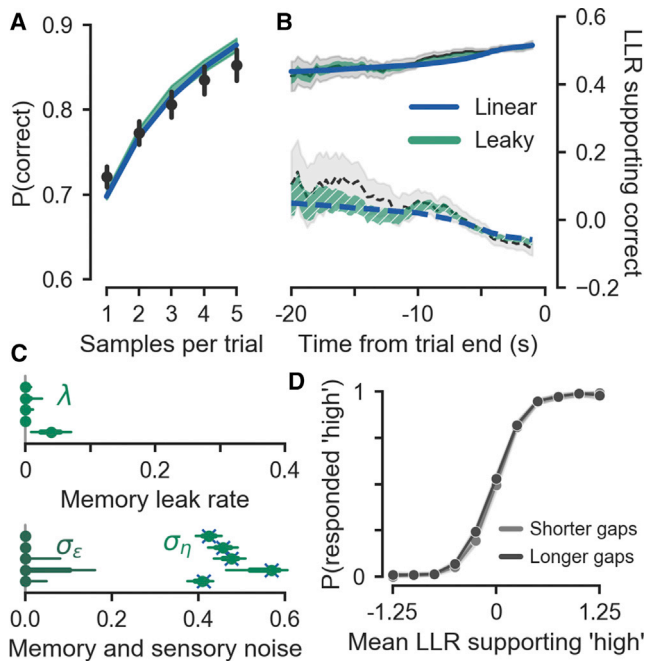 A
B
0.9
0.8
0.7
0.6
P(correct)
1 2 3 4 5
Samples per trial
Linear
Leaky
0.6
0.4
0.2
0.0
−0.2
LLR supporting correct
-20 -10 0
Time from trial end (s)
C
λ
0 0.2 0.4
Memory leak rate
σε ση
0.0 0.2 0.4 0.6
Memory and sensory noise
D
1
0
P(responded 'high')
Shorter gaps
Longer gaps
-1.25 0 1.25
Mean LLR supporting 'high'